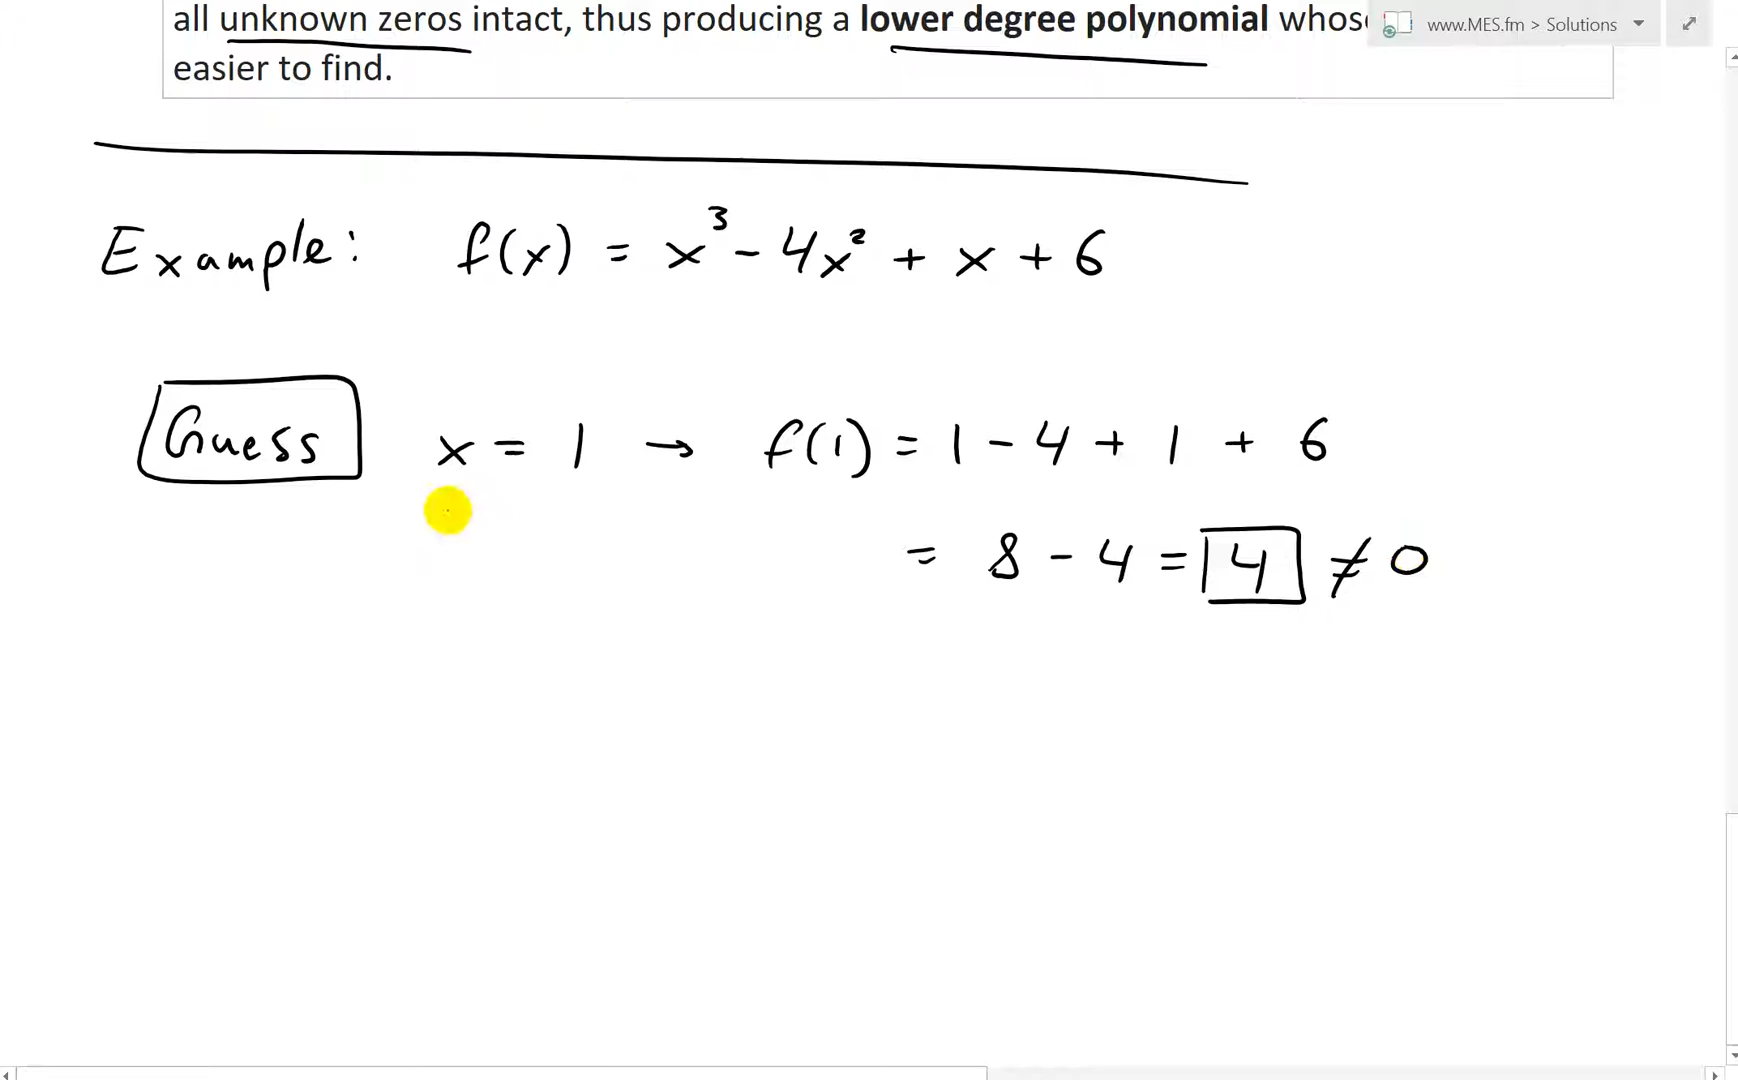 all unknown zeros intact, thus producing a lower degree polynomial whose
www.MES.fm > Solutions
easier to find.
Example: f(x) = x³ - 4x² + x + 6
Guess x = 1 → f(1) = 1 - 4 + 1 + 6
= 8 - 4 = 4 ≠ 0